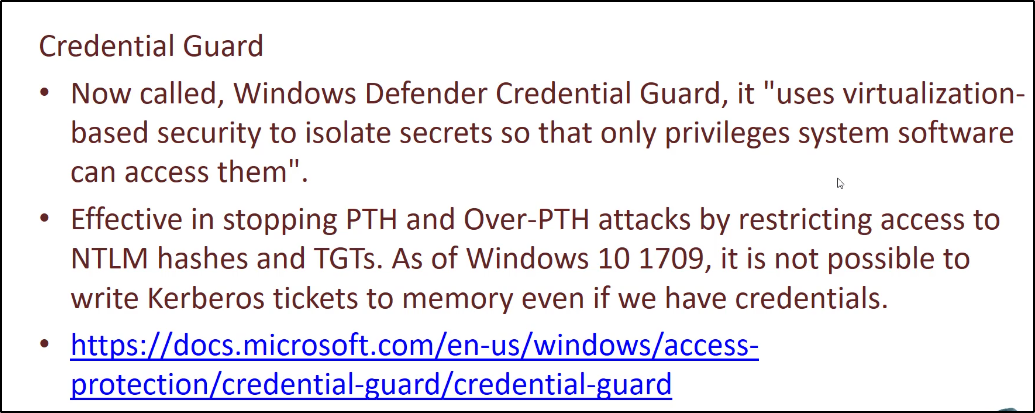 Credential Guard
• Now called, Windows Defender Credential Guard, it "uses virtualization-
based security to isolate secrets so that only privileges system software
can access them".
• Effective in stopping PTH and Over-PTH attacks by restricting access to
NTLM hashes and TGTs. As of Windows 10 1709, it is not possible to
write Kerberos tickets to memory even if we have credentials.
• https://docs.microsoft.com/en-us/windows/access-
protection/credential-guard/credential-guard